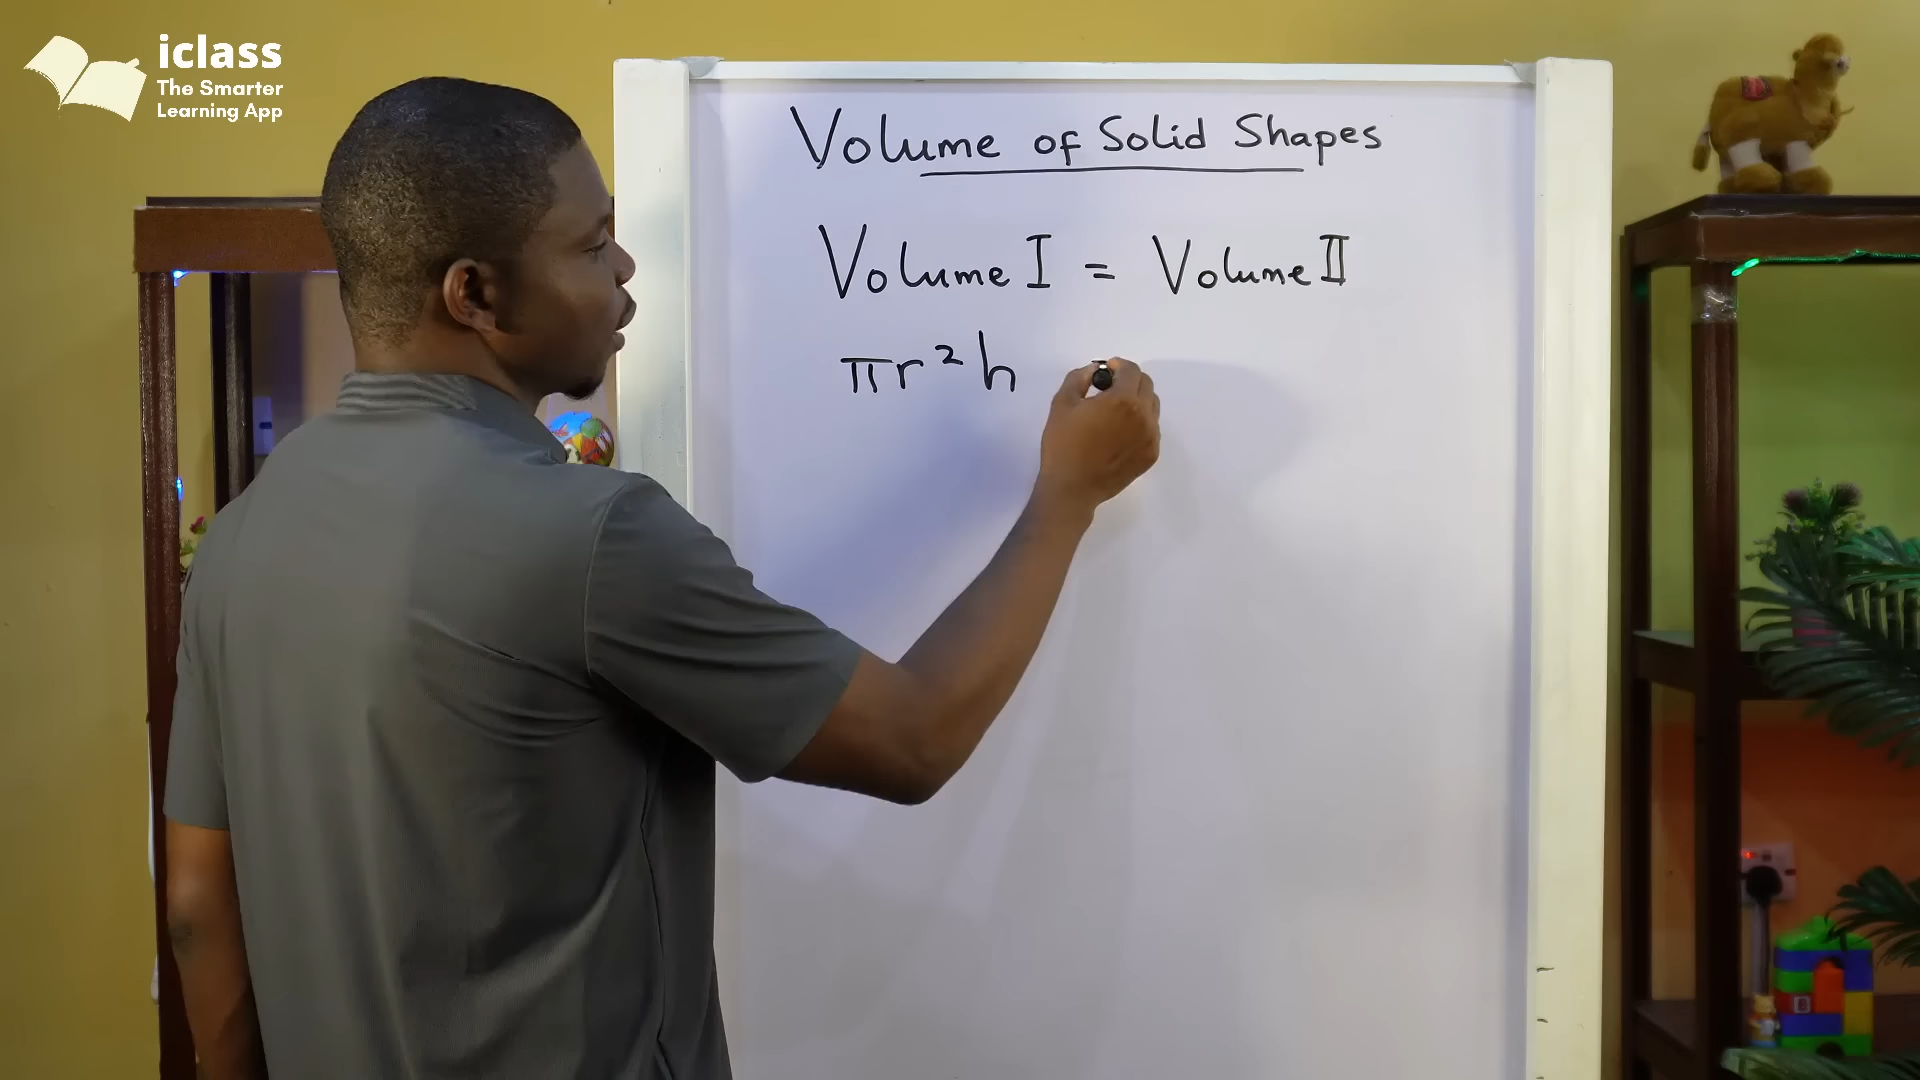 iclass
The Smarter
Learning App
Volume of Solid Shapes
Volume I = Volume II
πr²h
B